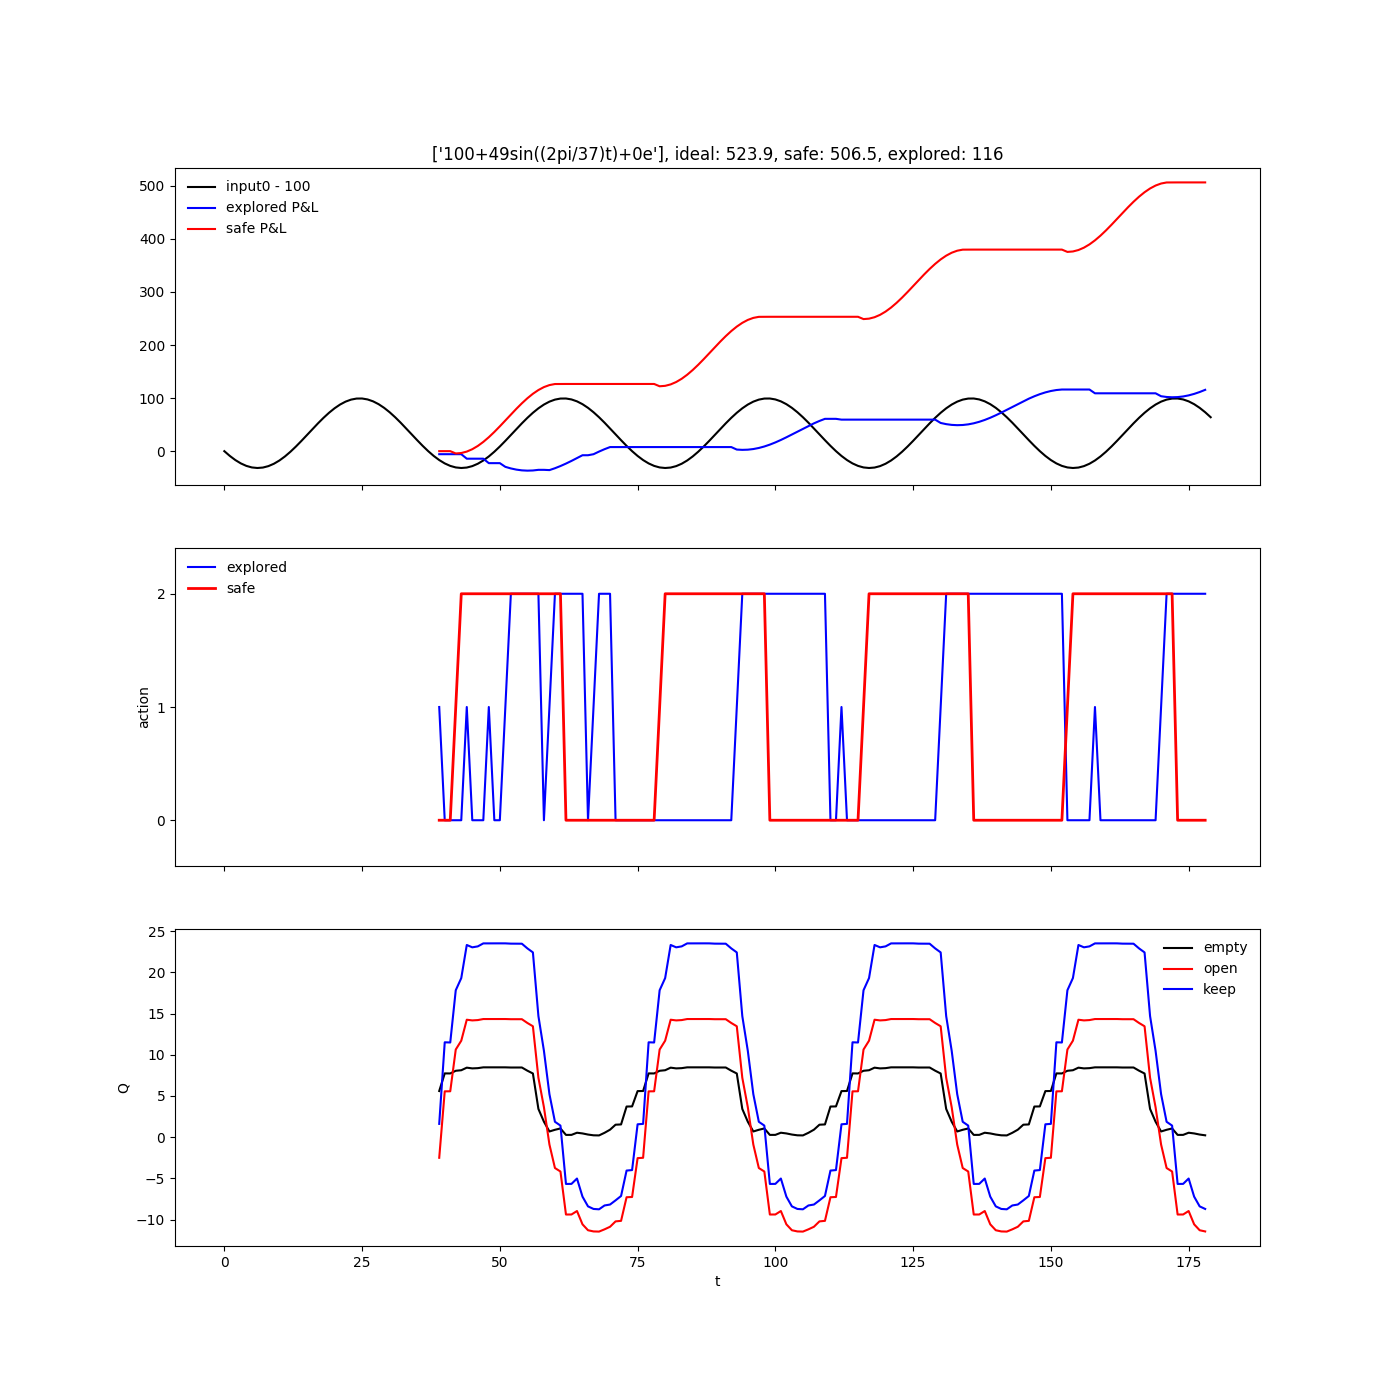 ['100+49sin((2pi/37)t)+0e'], ideal: 523.9, safe: 506.5, explored: 116
input0 - 100
explored P&L
safe P&L
500
400
300
200
100
0
explored
safe
action
2
1
0
empty
open
keep
Q
25
20
15
10
5
0
−5
−10
0
25
50
75
100
125
150
175
t